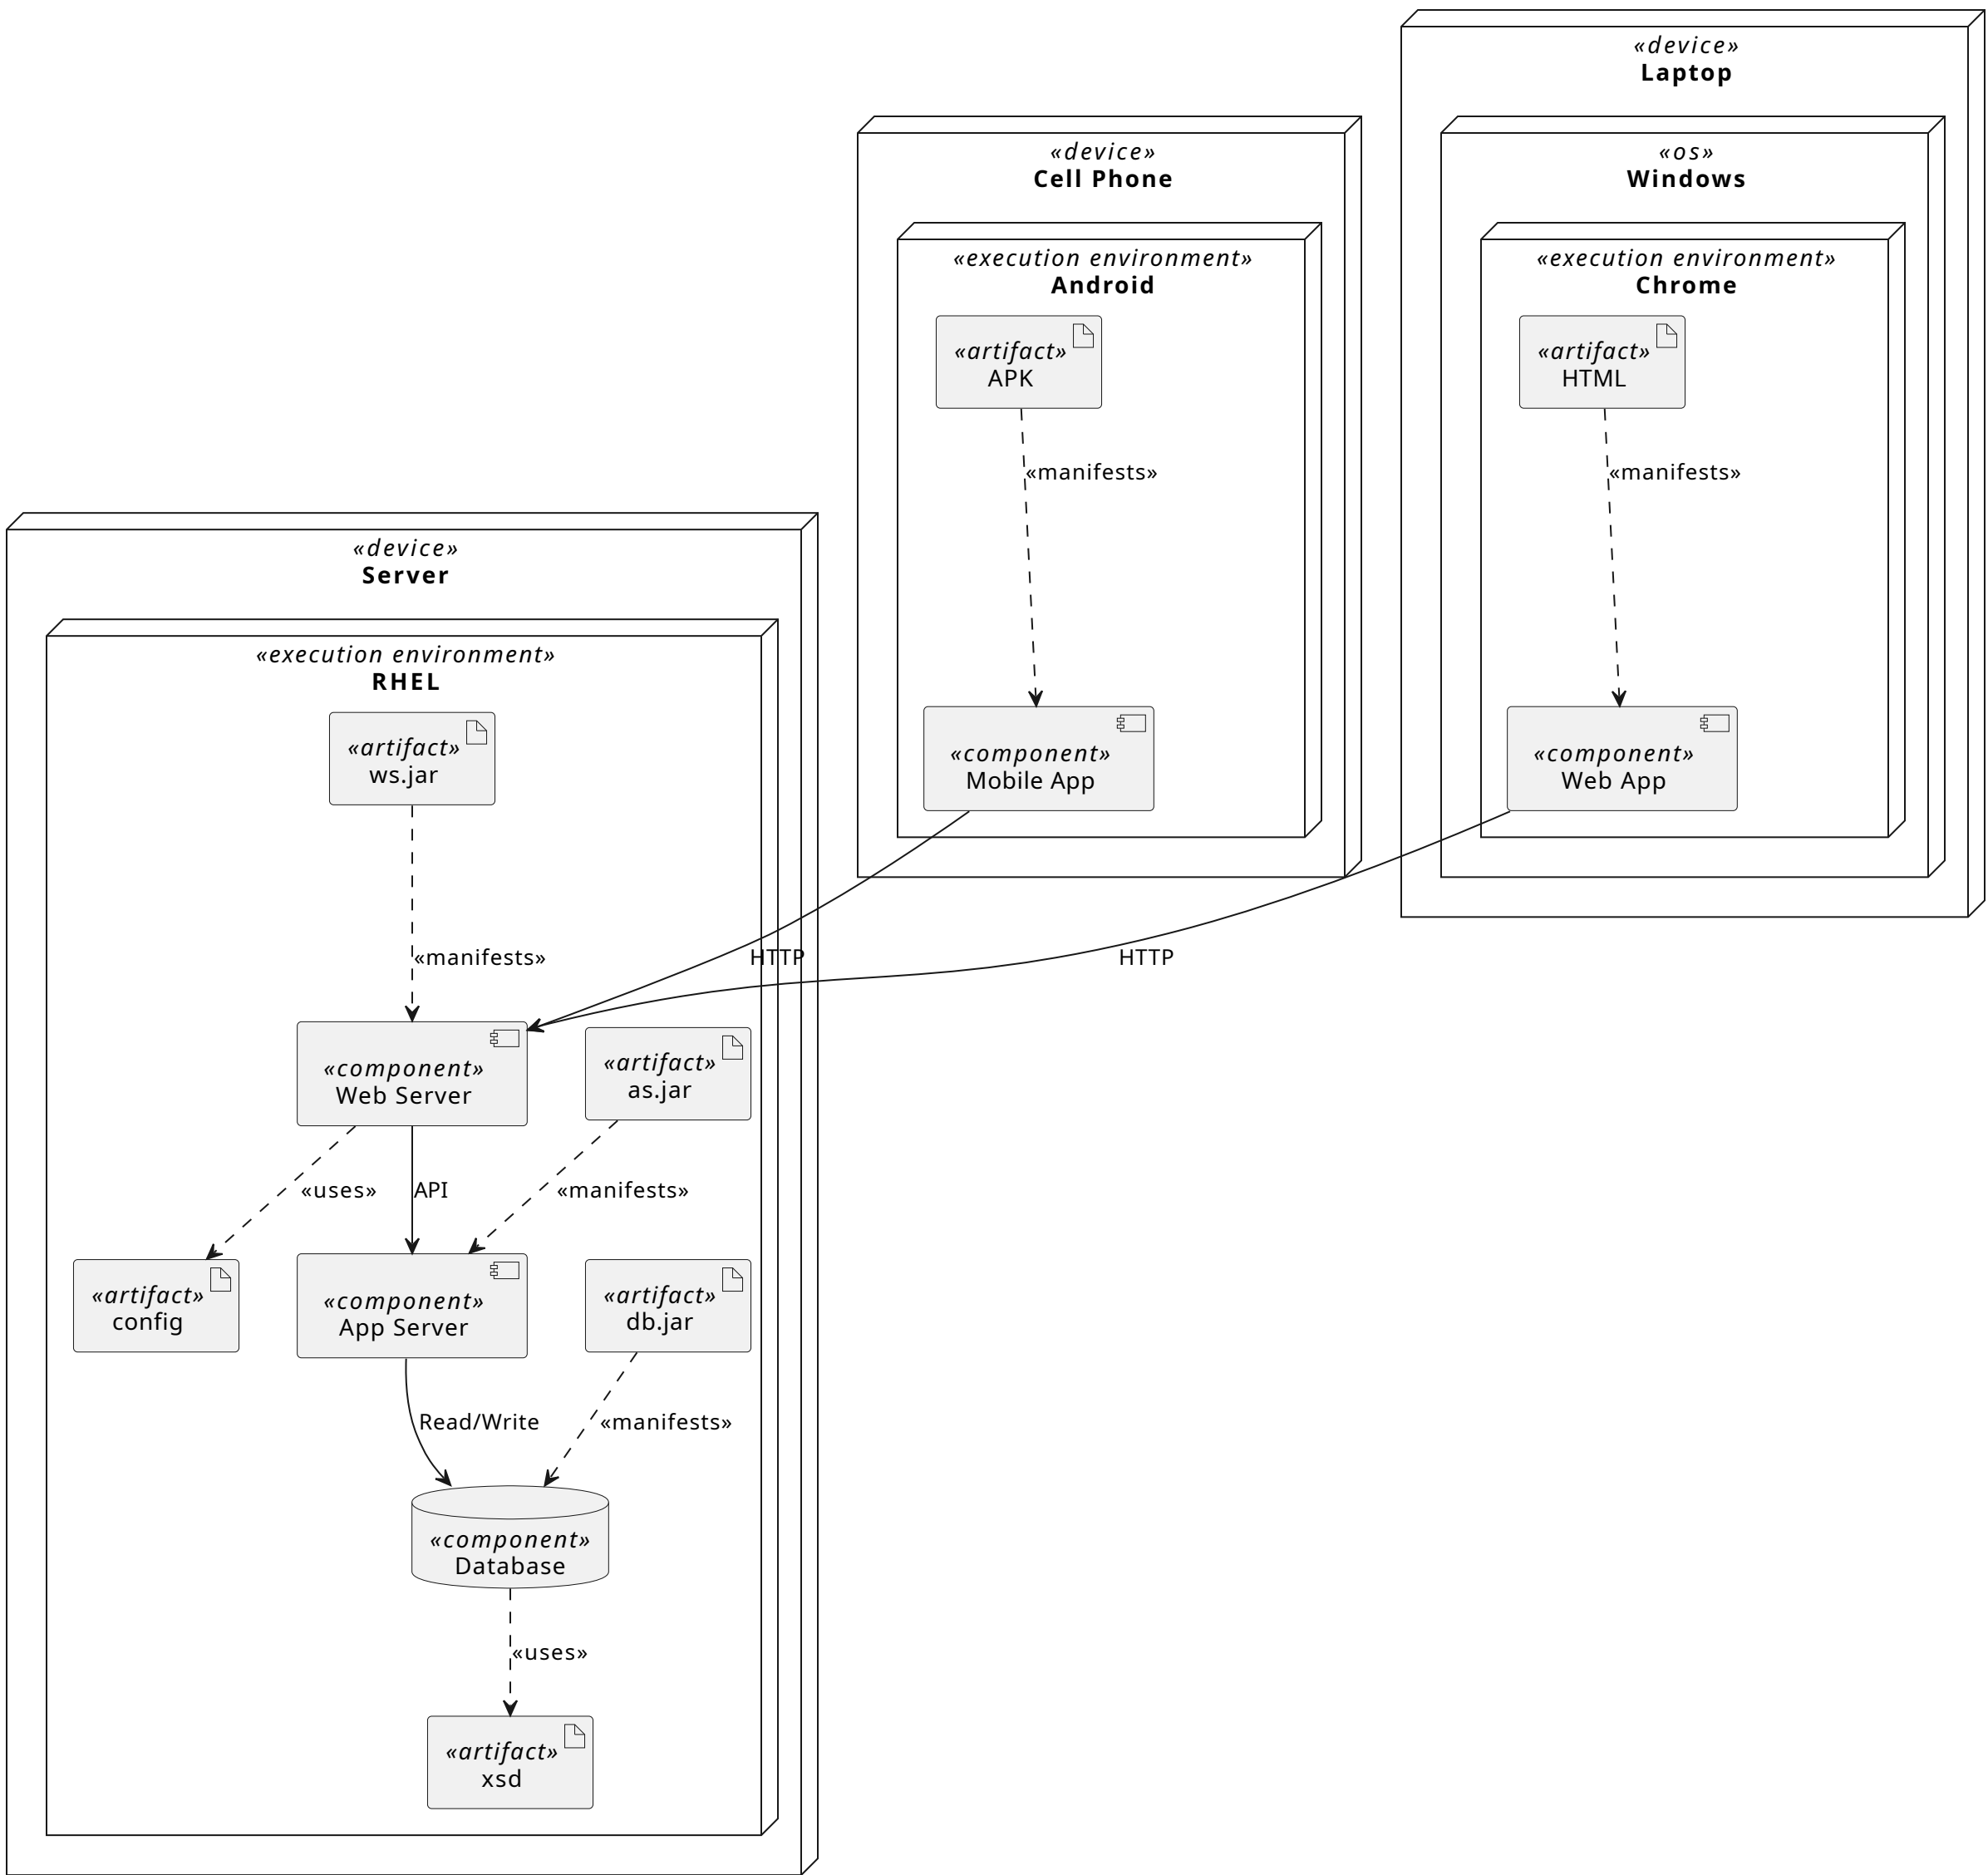 «device»
Laptop
«device»
Cell Phone
«os»
Windows
«execution environment»
Android
«execution environment»
Chrome
«artifact»
APK
«artifact»
HTML
«manifests»
«manifests»
«device»
Server
«execution environment»
RHEL
«artifact»
ws.jar
«component»
Mobile App
«component»
Web App
«manifests»
HTTP
HTTP
«component»
Web Server
«artifact»
as.jar
«uses»
API
«manifests»
«artifact»
config
«component»
App Server
«artifact»
db.jar
Read/Write
«manifests»
«component»
Database
«uses»
«artifact»
xsd